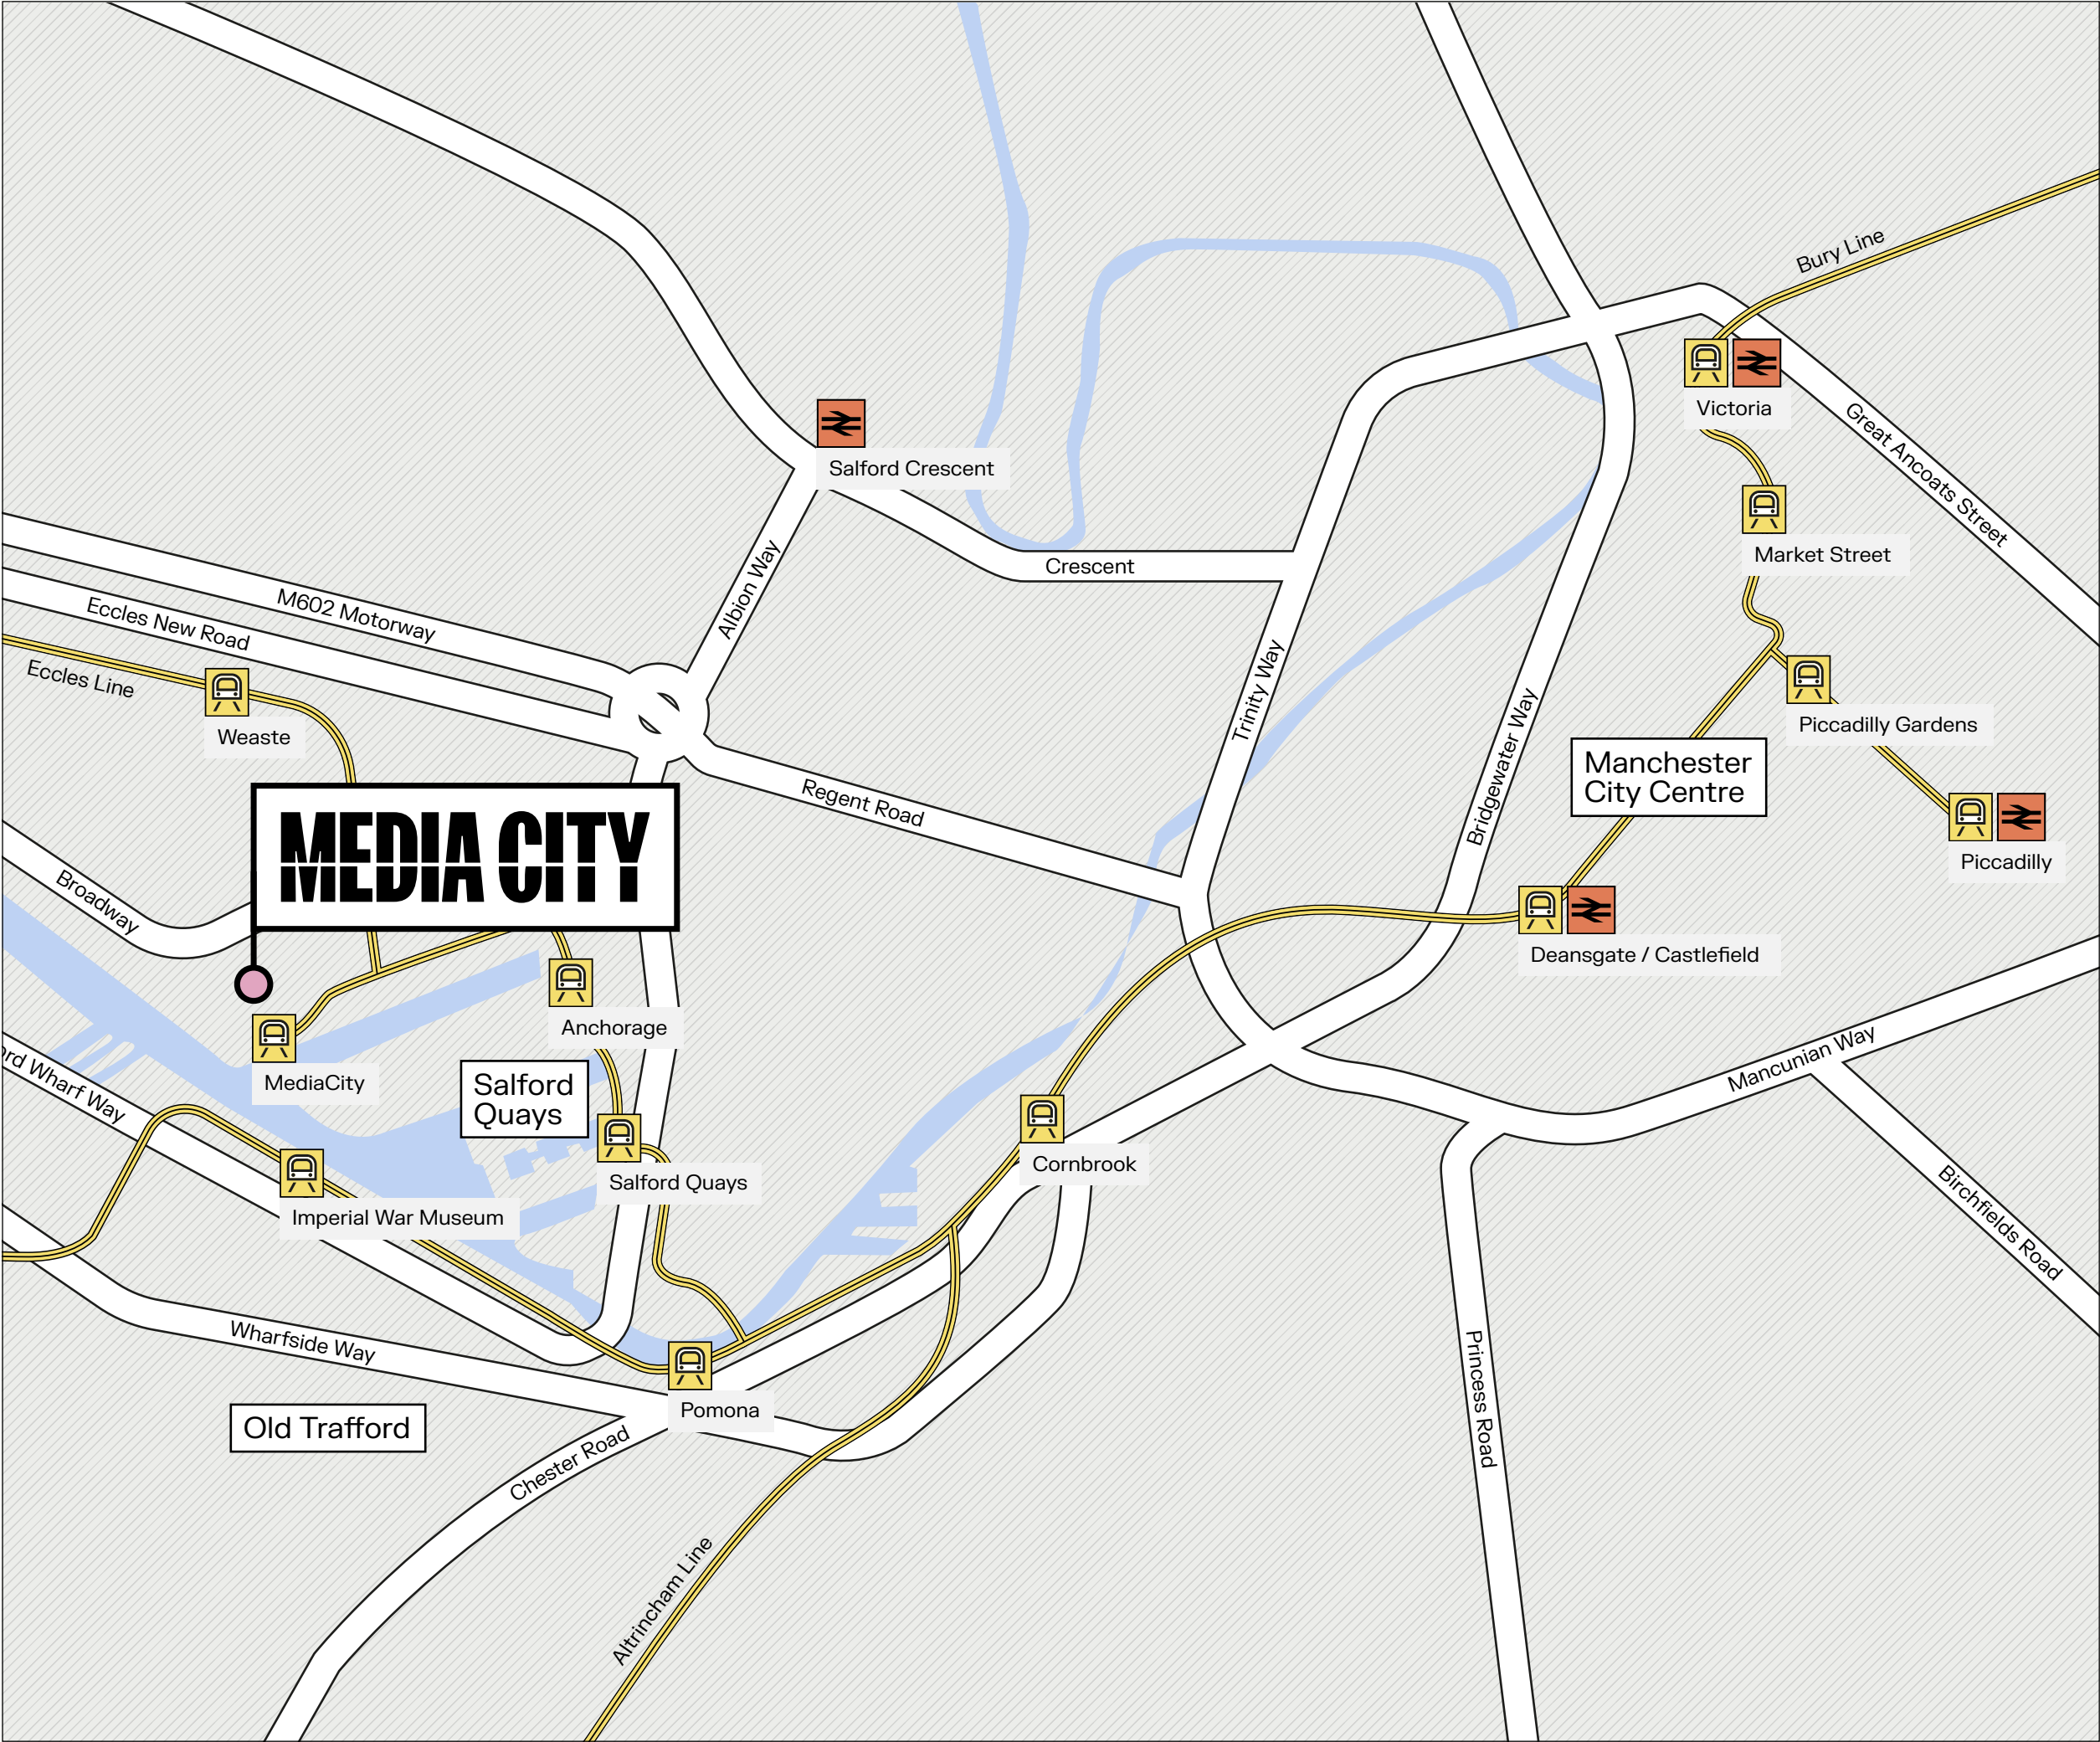 Bury Line
Victoria
Great Ancoats Street
Salford Crescent
Market Street
Crescent
Albion Way
M602 Motorway
Eccles New Road
Eccles Line
Weaste
Trinity Way
Bridgewater Way
Piccadilly Gardens
Manchester
City Centre
Regent Road
MEDIA CITY
Piccadilly
Broadway
Deansgate / Castlefield
Anchorage
MediaCity
Salford
Quays
ord Wharf Way
Mancunian Way
Cornbrook
Salford Quays
Imperial War Museum
Birchfields Road
Wharfside Way
Pomona
Princess Road
Old Trafford
Chester Road
Altrincham Line